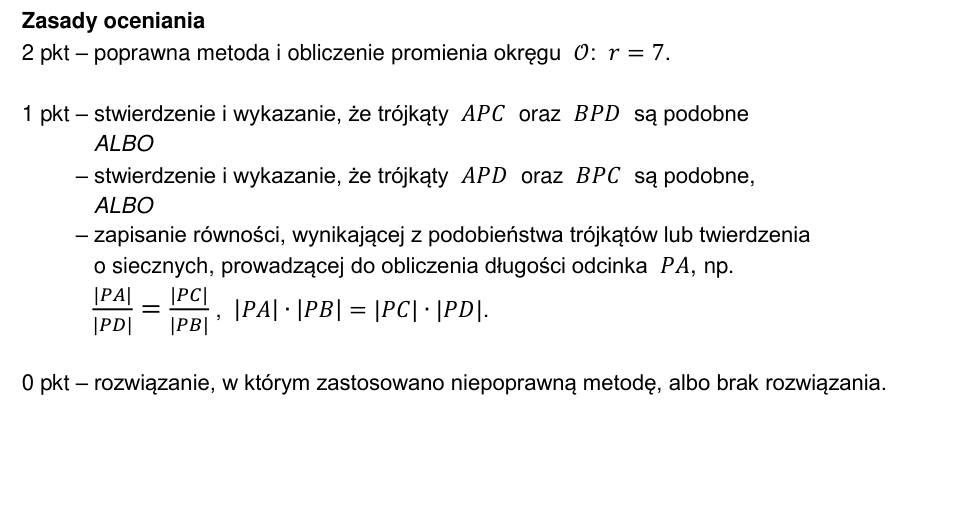 Zasady oceniania
2 pkt – poprawna metoda i obliczenie promienia okręgu 𝒪: r = 7.
1 pkt – stwierdzenie i wykazanie, że trójkąty APC oraz BPD są podobne
ALBO
– stwierdzenie i wykazanie, że trójkąty APD oraz BPC są podobne,
ALBO
– zapisanie równości, wynikającej z podobieństwa trójkątów lub twierdzenia
o siecznych, prowadzącej do obliczenia długości odcinka PA, np.
|PA|/|PD| = |PC|/|PB|, |PA| · |PB| = |PC| · |PD|.
0 pkt – rozwiązanie, w którym zastosowano niepoprawną metodę, albo brak rozwiązania.